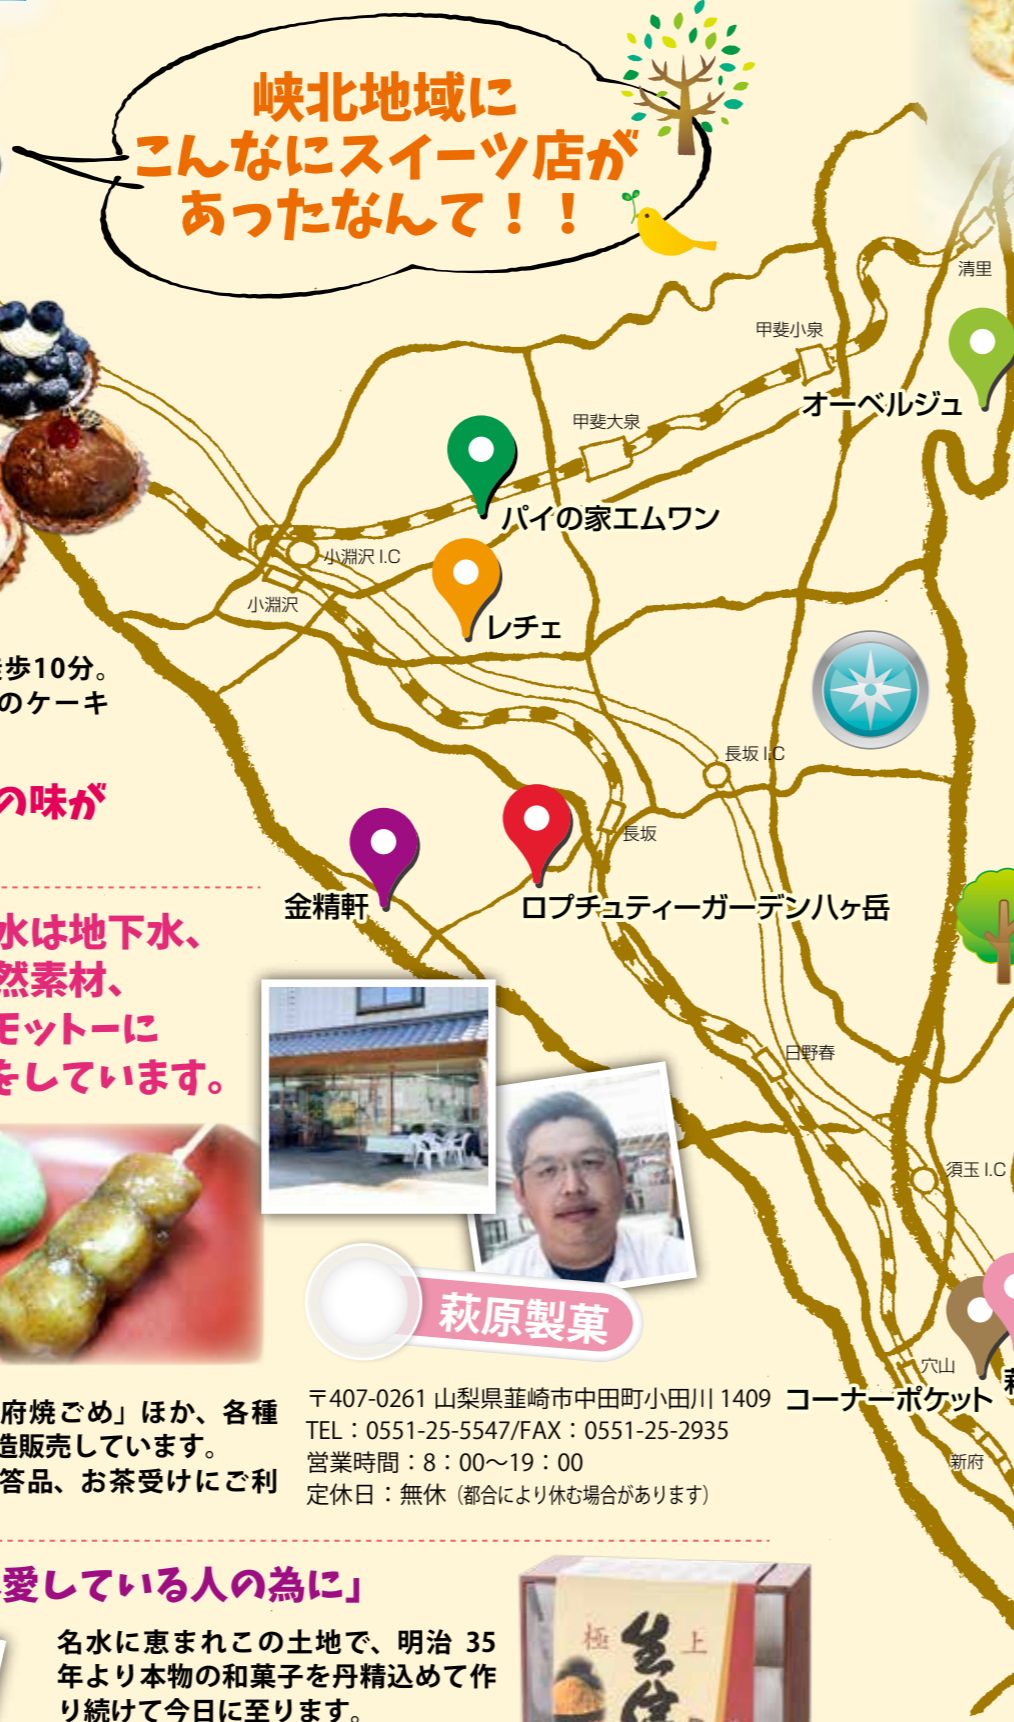 峡北地域に
こんなにスイーツ店が
あったなんて！！
清里
甲斐小泉
オーベルジュ
甲斐大泉
パイの家エムワン
小淵沢 I.C
小淵沢
レチェ
歩10分。
のケーキ
長坂 I.C
の味が
長坂
金精軒
ロプチュティーガーデン八ヶ岳
水は地下水、
然素材、
モットーに
をしています。
日野春
須玉 I.C
萩原製菓
穴山
コーナーポケット
新府
府焼ごめ」ほか、各種
造販売しています。
答品、お茶受けにご利
〒407-0261 山梨県韮崎市中田町小田川 1409
TEL：0551-25-5547/FAX：0551-25-2935
営業時間：8：00〜19：00
定休日：無休（都合により休む場合があります）
愛している人の為に」
名水に恵まれこの土地で、明治 35
年より本物の和菓子を丹精込めて作
り続けて今日に至ります。
極上
生信